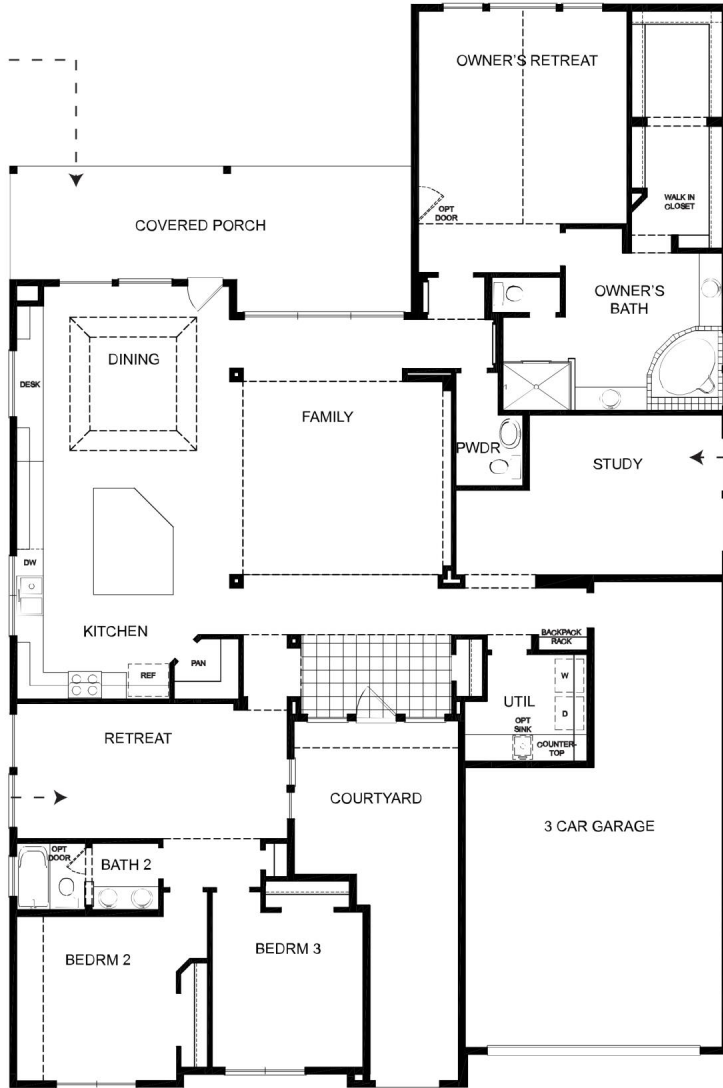 OWNER'S RETREAT
OPT
DOOR
WALK IN
CLOSET
COVERED PORCH
OWNER'S
BATH
DINING
DESK
FAMILY
PWDR
STUDY
DW
KITCHEN
PAN
REF
BACKPACK
RACK
W
D
UTIL
OPT
SINK
COUNTER-
TOP
RETREAT
COURTYARD
3 CAR GARAGE
OPT
DOOR
BATH 2
BEDRM 2
BEDRM 3